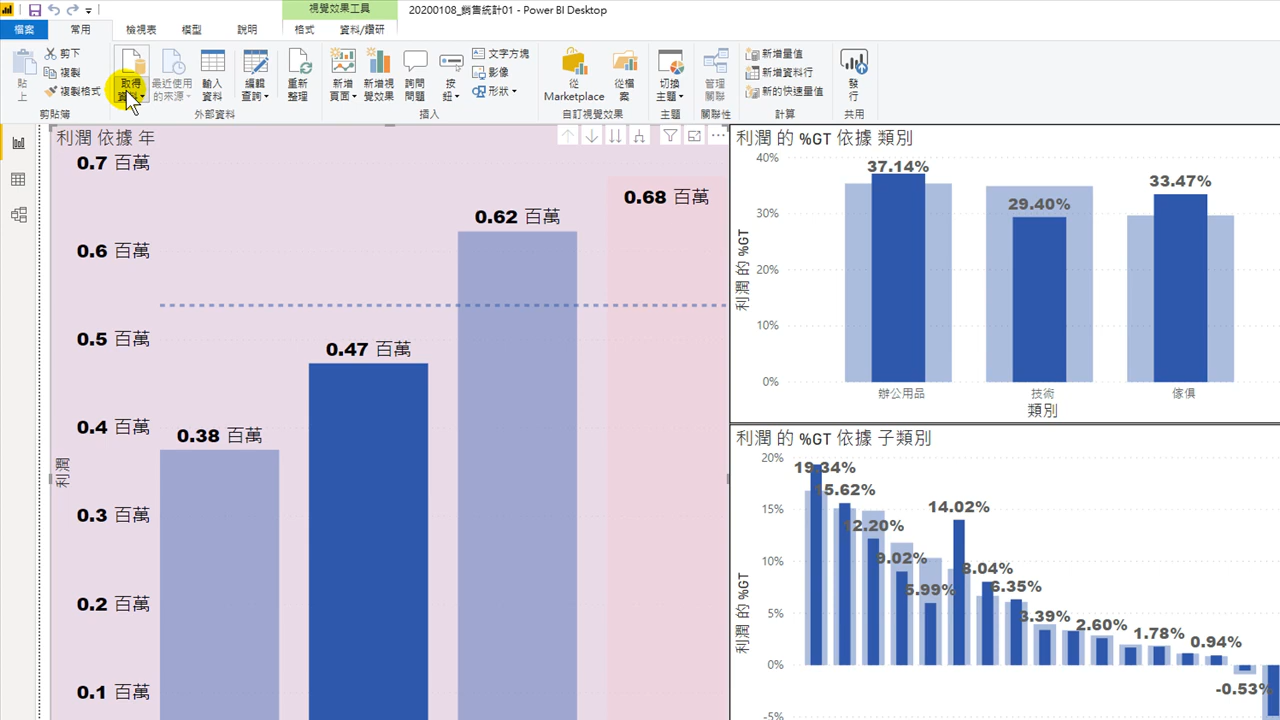 視覺效果工具
20200108_銷售統計01 - Power BI Desktop
檔案
常用
檢視表
模型
說明
格式
資料/鑽研
貼上
剪下
複製
複製格式
剪貼簿
取得
最近使用的來源
輸入資料
編輯查詢
重新整理
外部資料
新增頁面
新增視覺效果
詢問問題
按鈕
文字方塊
影像
形狀
插入
從 Marketplace
從檔案
自訂視覺效果
切換主題
主題
管理關聯
關聯性
新增量值
新增資料行
新的快速量值
計算
發行
共用
利潤 依據 年
0.7 百萬
0.6 百萬
0.5 百萬
0.4 百萬
0.3 百萬
0.2 百萬
0.1 百萬
利潤
0.38 百萬
0.47 百萬
0.62 百萬
0.68 百萬
利潤 的 %GT 依據 類別
40%
30%
20%
10%
0%
利潤 的 %GT
37.14%
29.40%
33.47%
辦公用品
技術
傢俱
類別
利潤 的 %GT 依據 子類別
20%
15%
10%
5%
0%
-5%
利潤 的 %GT
19.34%
15.62%
12.20%
9.02%
5.99%
14.02%
8.04%
6.35%
3.39%
2.60%
1.78%
0.94%
-0.53%